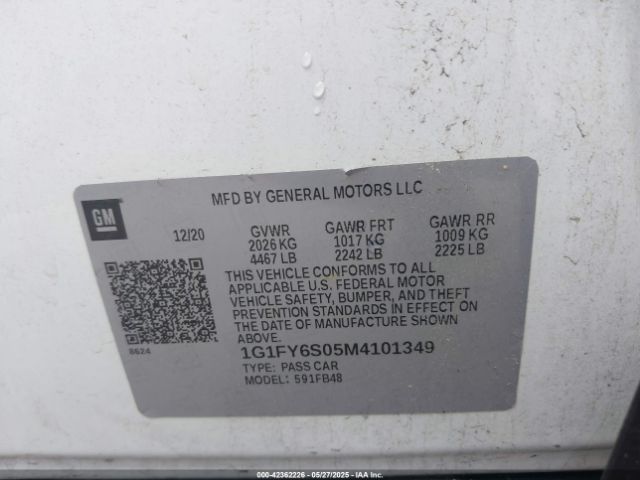 MFD BY GENERAL MOTORS LLC
GM
12/20 GVWR GAWR FRT GAWR RR
2026 KG 1017 KG 1009 KG
4467 LB 2242 LB 2225 LB
THIS VEHICLE CONFORMS TO ALL
APPLICABLE U.S. FEDERAL MOTOR
VEHICLE SAFETY, BUMPER, AND THEFT
PREVENTION STANDARDS IN EFFECT ON
THE DATE OF MANUFACTURE SHOWN
ABOVE.
8624
1G1FY6S05M4101349
TYPE: PASS CAR
MODEL: 591FB48
00-42362226 - 05/27/2025 - IAAI.COM